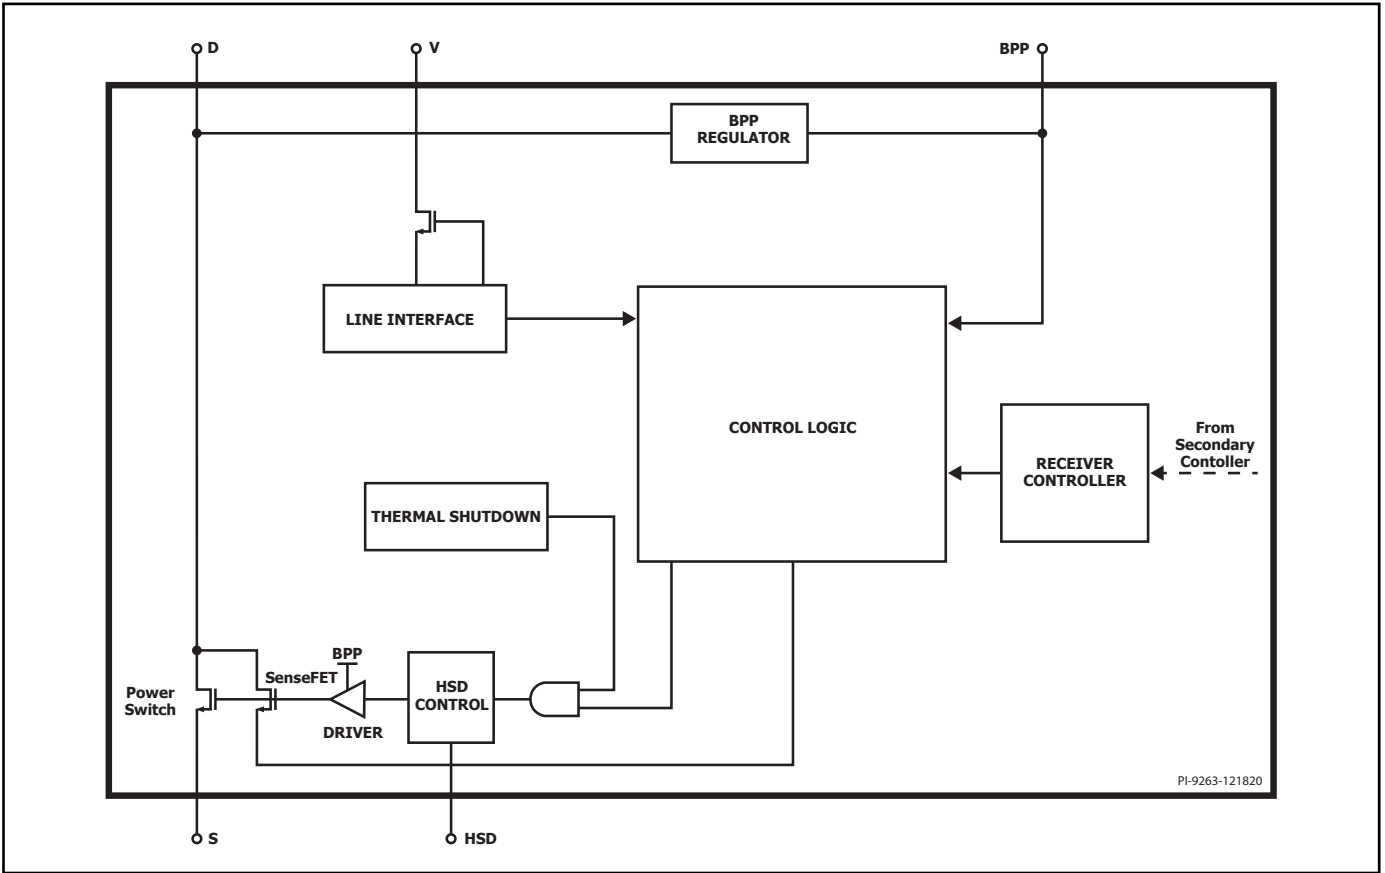 D
V
BPP
BPP
REGULATOR
LINE INTERFACE
CONTROL LOGIC
From
Secondary
Contoller
RECEIVER
CONTROLLER
THERMAL SHUTDOWN
BPP
SenseFET
HSD
CONTROL
Power
Switch
DRIVER
PI-9263-121820
S
HSD